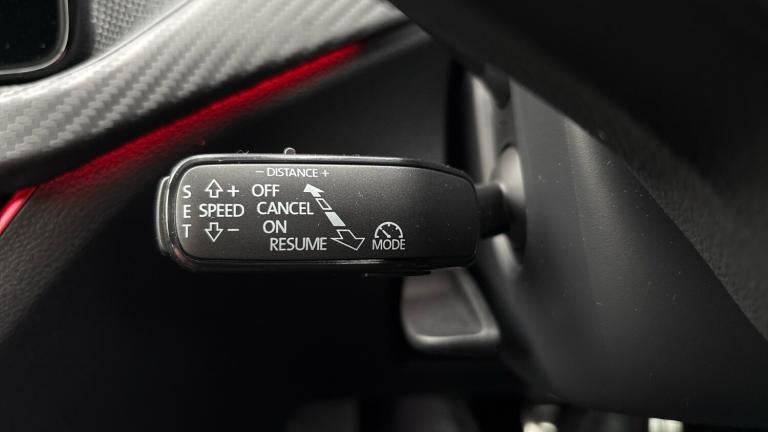 - DISTANCE +
S ⇧ + OFF
E SPEED CANCEL
T ⇩ - ON
RESUME MODE